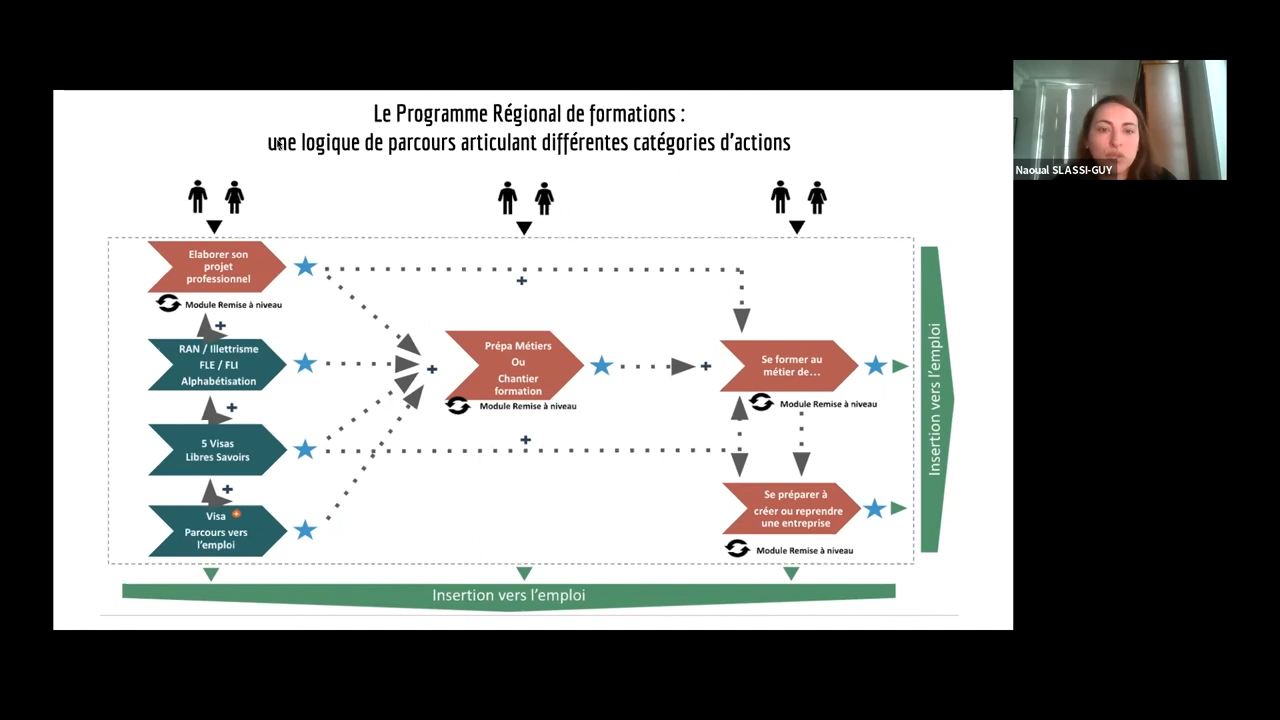 Le Programme Régional de formations :
une logique de parcours articulant différentes catégories d'actions
Naoual SLASSI-GUY
Elaborer son
projet
professionnel
Module Remise à niveau
RAN / Illettrisme
FLE / FLI
Alphabétisation
5 Visas
Libres Savoirs
Visa
Parcours vers
l'emploi
Prépa Métiers
Ou
Chantier
formation
Module Remise à niveau
Se former au
métier de...
Module Remise à niveau
Se préparer à
créer ou reprendre
une entreprise
Module Remise à niveau
Insertion vers l'emploi
Insertion vers l'emploi